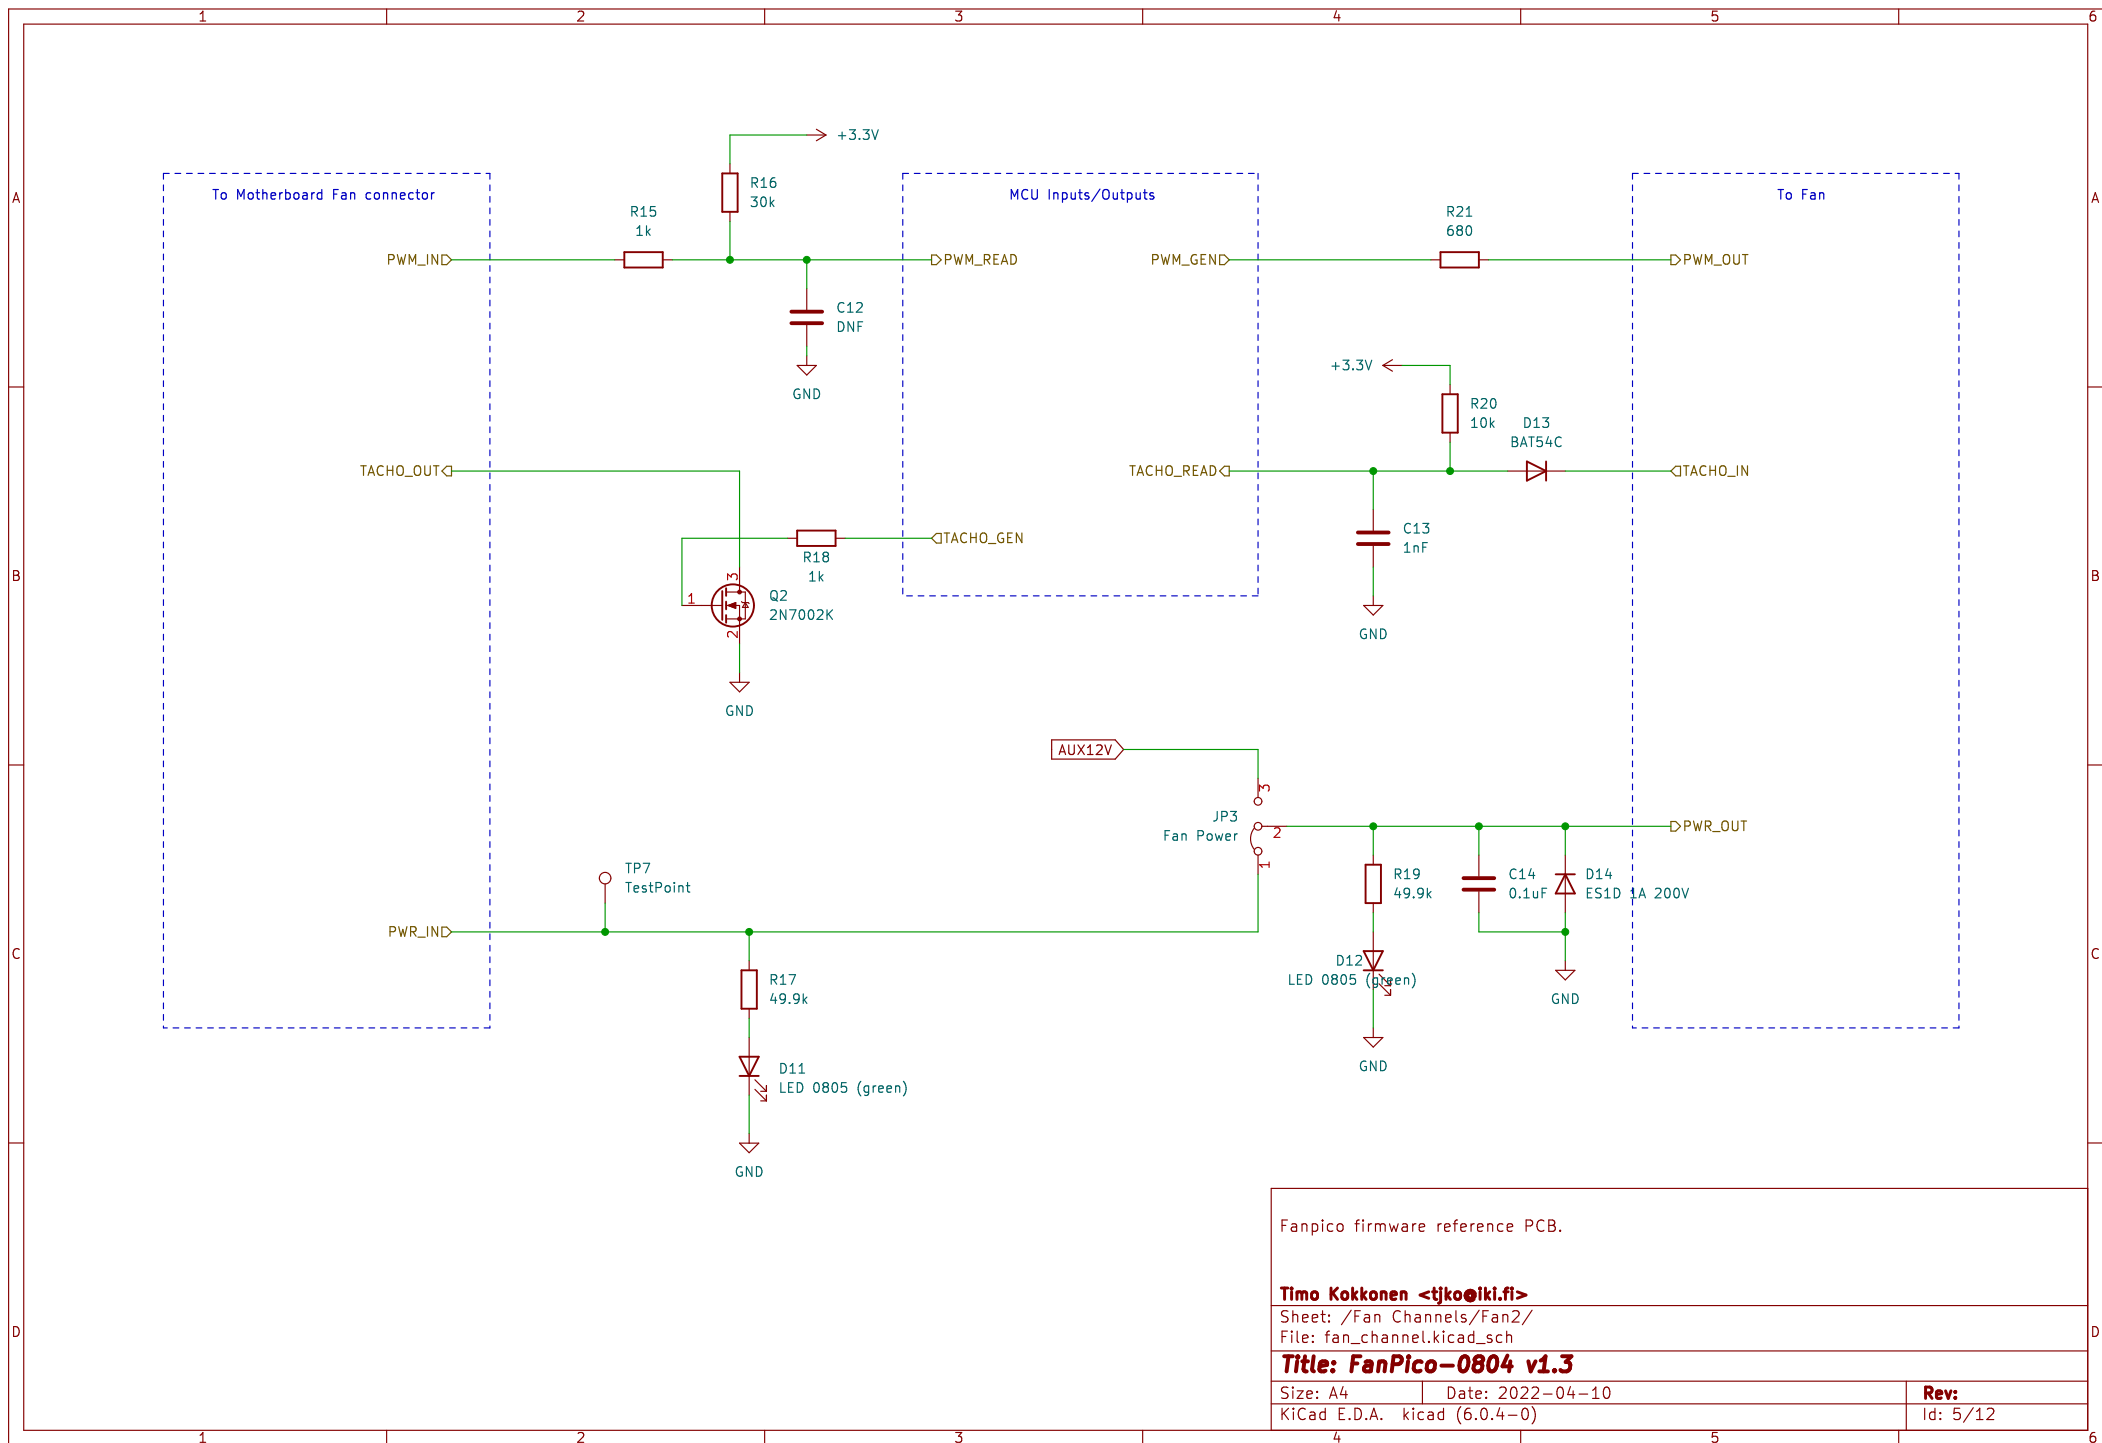 1 2 3 4 5 6
+3.3V
A
To Motherboard Fan connector
R16
30k
MCU Inputs/Outputs
To Fan
A
R15
1k
R21
680
PWM_IN
PWM_READ
PWM_GEN
PWM_OUT
C12
DNF
GND
+3.3V
R20
10k
D13
BAT54C
TACHO_OUT
TACHO_READ
TACHO_IN
C13
1nF
TACHO_GEN
R18
1k
B
3
1
2
Q2
2N7002K
B
GND
GND
AUX12V
3
JP3
Fan Power
2
1
PWR_OUT
TP7
TestPoint
R19
49.9k
C14
0.1uF
D14
ES1D 1A 200V
PWR_IN
C
D12
LED 0805 (green)
C
R17
49.9k
GND
GND
D11
LED 0805 (green)
GND
Fanpico firmware reference PCB.
Timo Kokkonen <tjko@iki.fi>
Sheet: /Fan Channels/Fan2/
File: fan_channel.kicad_sch
D
D
Title: FanPico-0804 v1.3
Size: A4
Date: 2022-04-10
Rev:
KiCad E.D.A. kicad (6.0.4-0)
Id: 5/12
1 2 3 4 5 6